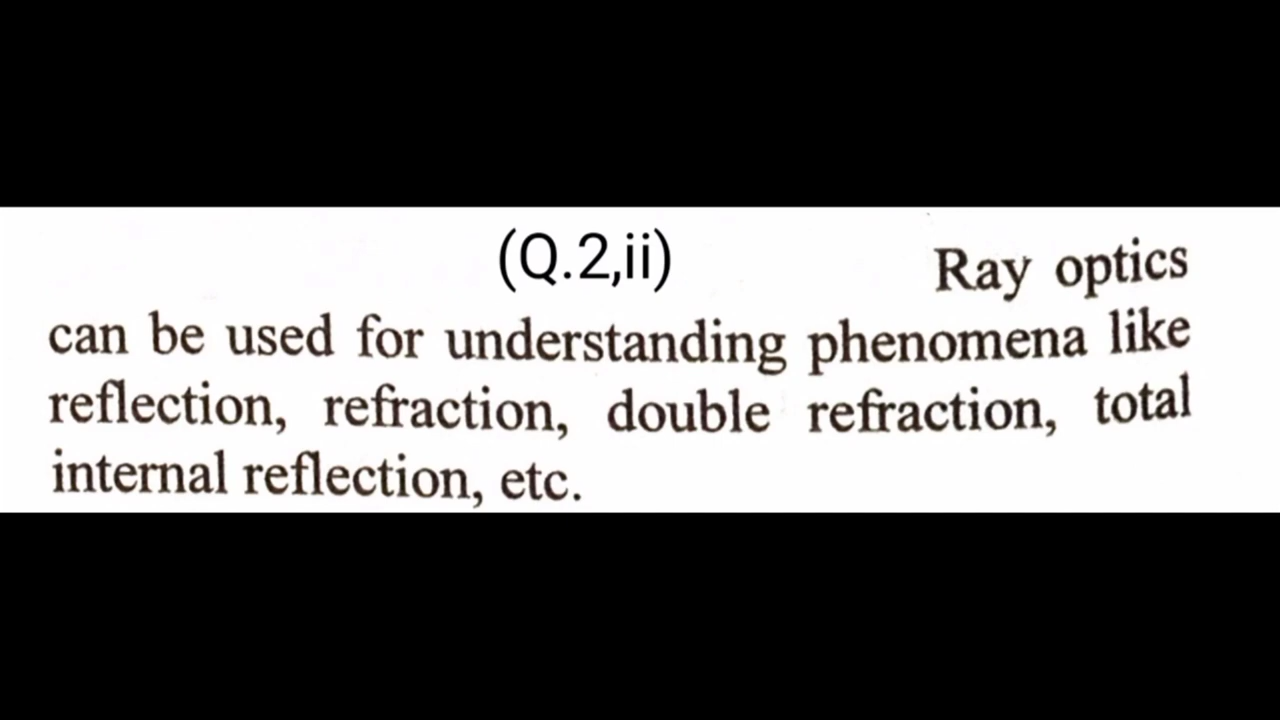 (Q.2,ii) Ray optics
can be used for understanding phenomena like
reflection, refraction, double refraction, total
internal reflection, etc.